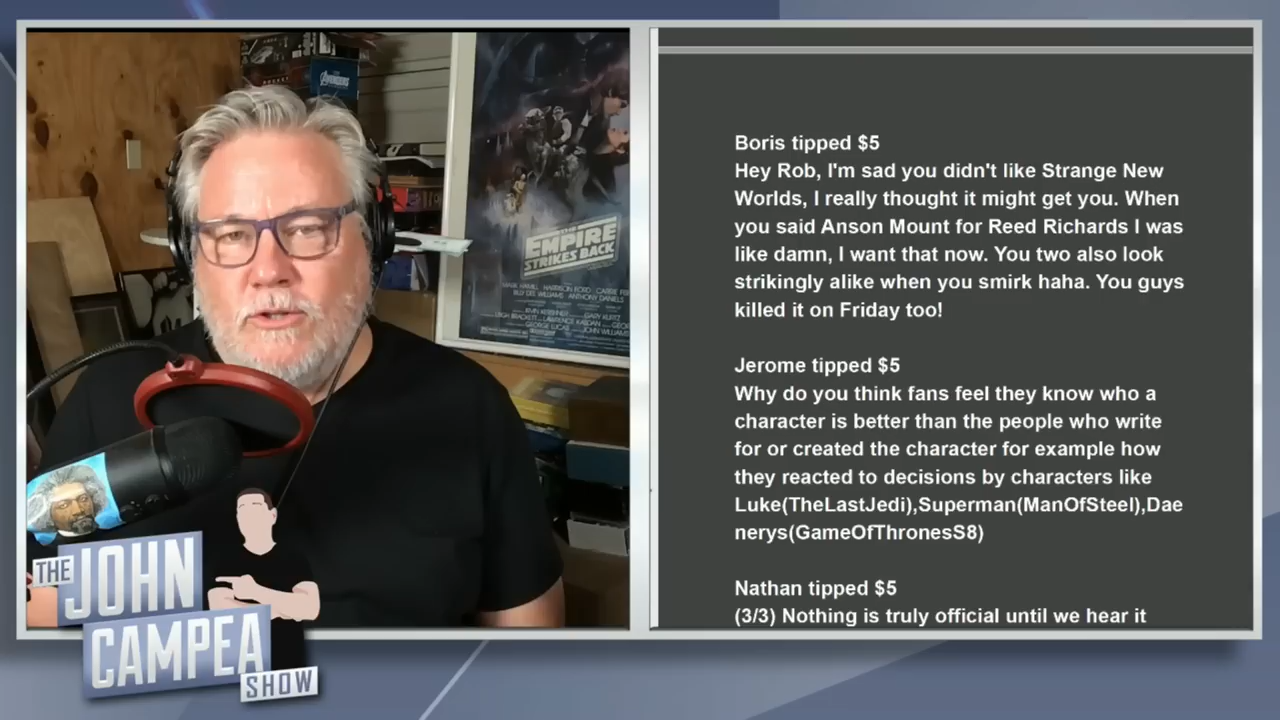 AVENGERS
THE
EMPIRE
STRIKES BACK
Boris tipped $5
Hey Rob, I'm sad you didn't like Strange New
Worlds, I really thought it might get you. When
you said Anson Mount for Reed Richards I was
like damn, I want that now. You two also look
strikingly alike when you smirk haha. You guys
killed it on Friday too!
Jerome tipped $5
Why do you think fans feel they know who a
character is better than the people who write
for or created the character for example how
they reacted to decisions by characters like
Luke(TheLastJedi),Superman(ManOfSteel),Dae
nerys(GameOfThronesS8)
Nathan tipped $5
(3/3) Nothing is truly official until we hear it
THE
JOHN
CAMPEA
SHOW